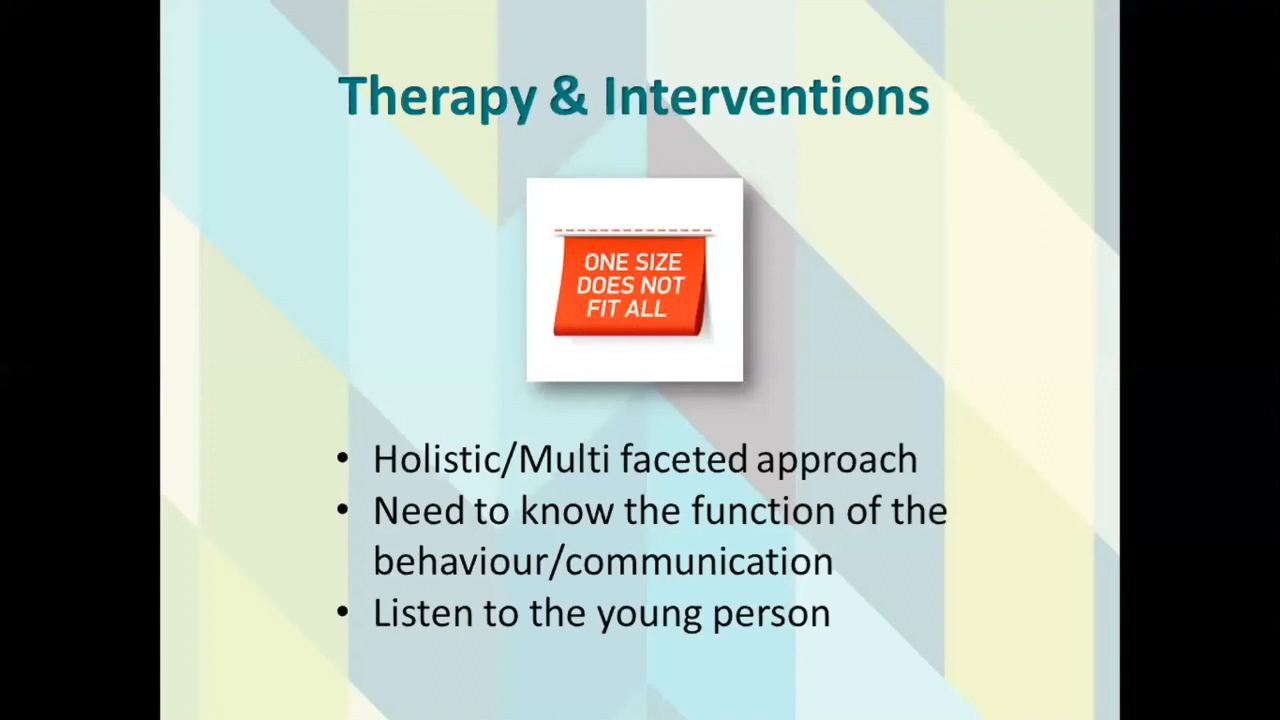 Therapy & Interventions
ONE SIZE
DOES NOT
FIT ALL
• Holistic/Multi faceted approach
• Need to know the function of the
behaviour/communication
• Listen to the young person